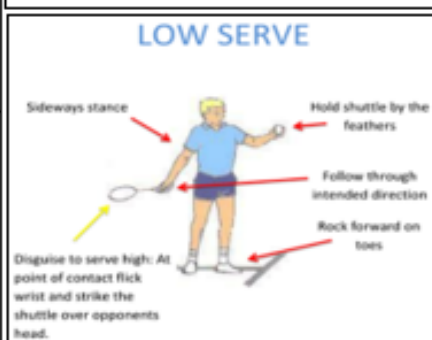 LOW SERVE
Sideways stance
Hold shuttle by the
feathers
Follow through
intended direction
Rock forward on
toes
Disguise to serve high: At
point of contact flick
wrist and strike the
shuttle over opponents
head.